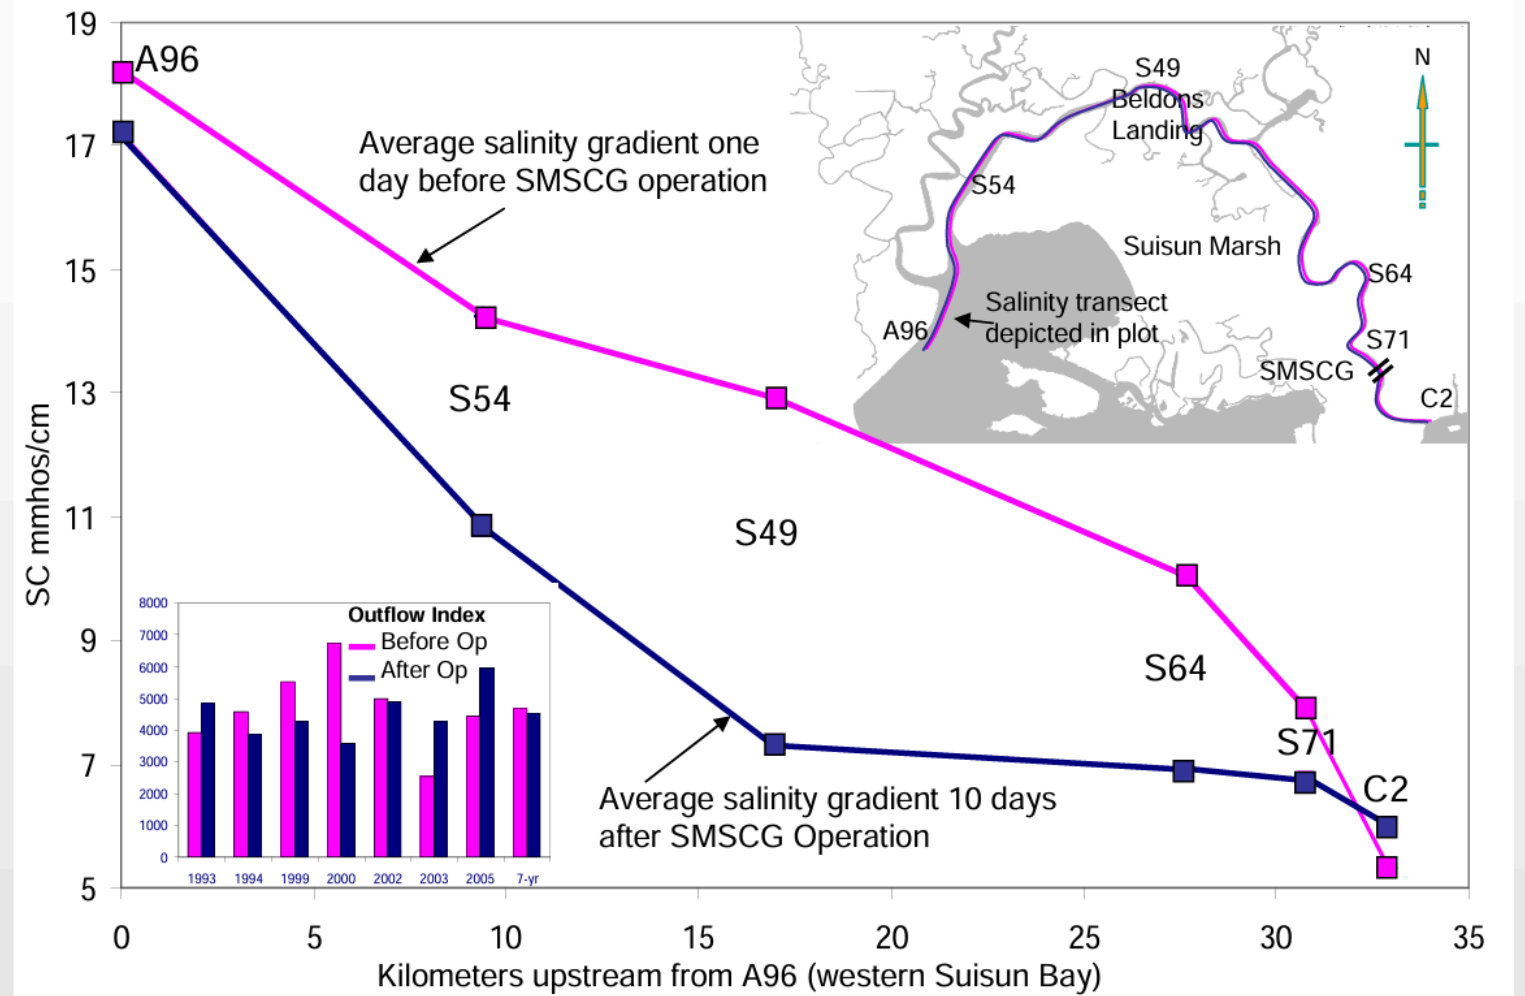 19
17
15
13
11
9
7
5
SC mmhos/cm
0
5
10
15
20
25
30
35
Kilometers upstream from A96 (western Suisun Bay)
A96
Average salinity gradient one
day before SMSCG operation
S54
S49
S64
S71
C2
Average salinity gradient 10 days
after SMSCG Operation
N
S49
Beldons
Landing
S54
Suisun Marsh
S64
Salinity transect
depicted in plot
A96
S71
SMSCG
C2
Outflow Index
Before Op
After Op
8000
7000
6000
5000
4000
3000
2000
1000
0
1993
1994
1999
2000
2002
2003
2005
7-yr